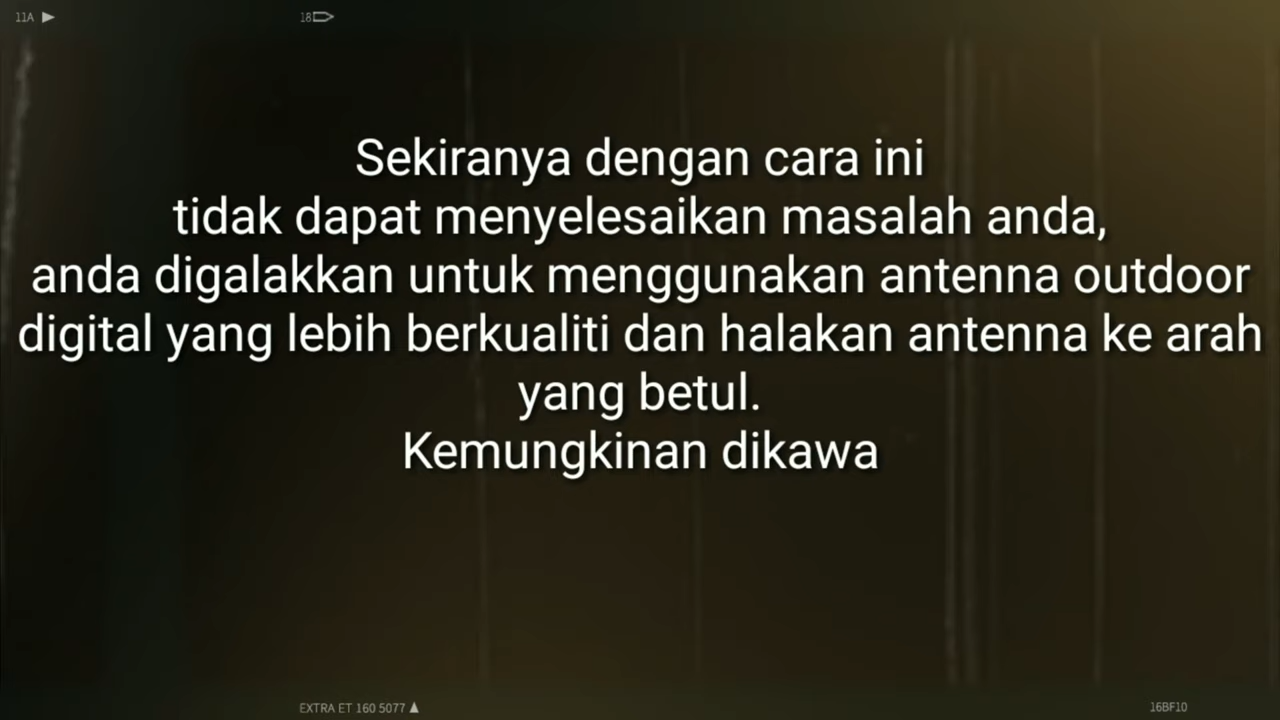 11A ▶ 18
Sekiranya dengan cara ini
tidak dapat menyelesaikan masalah anda,
anda digalakkan untuk menggunakan antenna outdoor
digital yang lebih berkualiti dan halakan antenna ke arah
yang betul.
Kemungkinan dikawa
EXTRA ET 160 5077 ▲ 16BF10